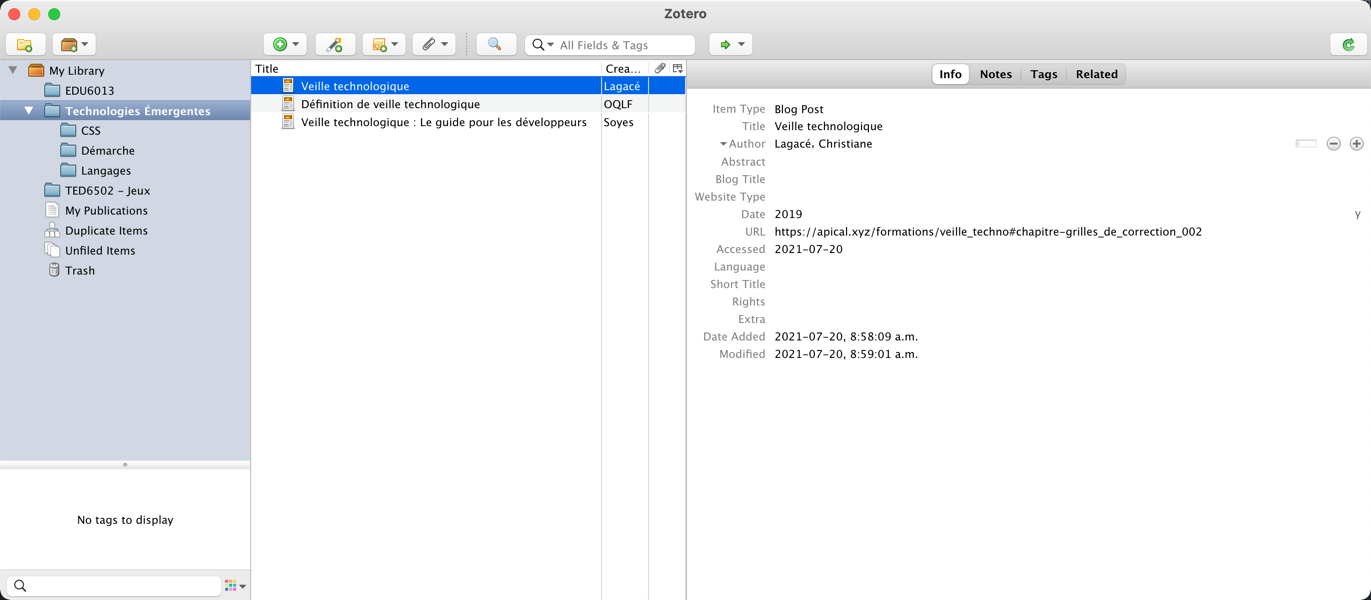 Zotero
All Fields & Tags
My Library
EDU6013
Technologies Émergentes
CSS
Démarche
Langages
TED6502 - Jeux
My Publications
Duplicate Items
Unfiled Items
Trash
No tags to display
Title Crea...
Veille technologique Lagacé
Définition de veille technologique OQLF
Veille technologique : Le guide pour les développeurs Soyes
Info Notes Tags Related
Item Type Blog Post
Title Veille technologique
Author Lagacé, Christiane
Abstract
Blog Title
Website Type
Date 2019 y
URL https://apical.xyz/formations/veille_techno#chapitre-grilles_de_correction_002
Accessed 2021-07-20
Language
Short Title
Rights
Extra
Date Added 2021-07-20, 8:58:09 a.m.
Modified 2021-07-20, 8:59:01 a.m.